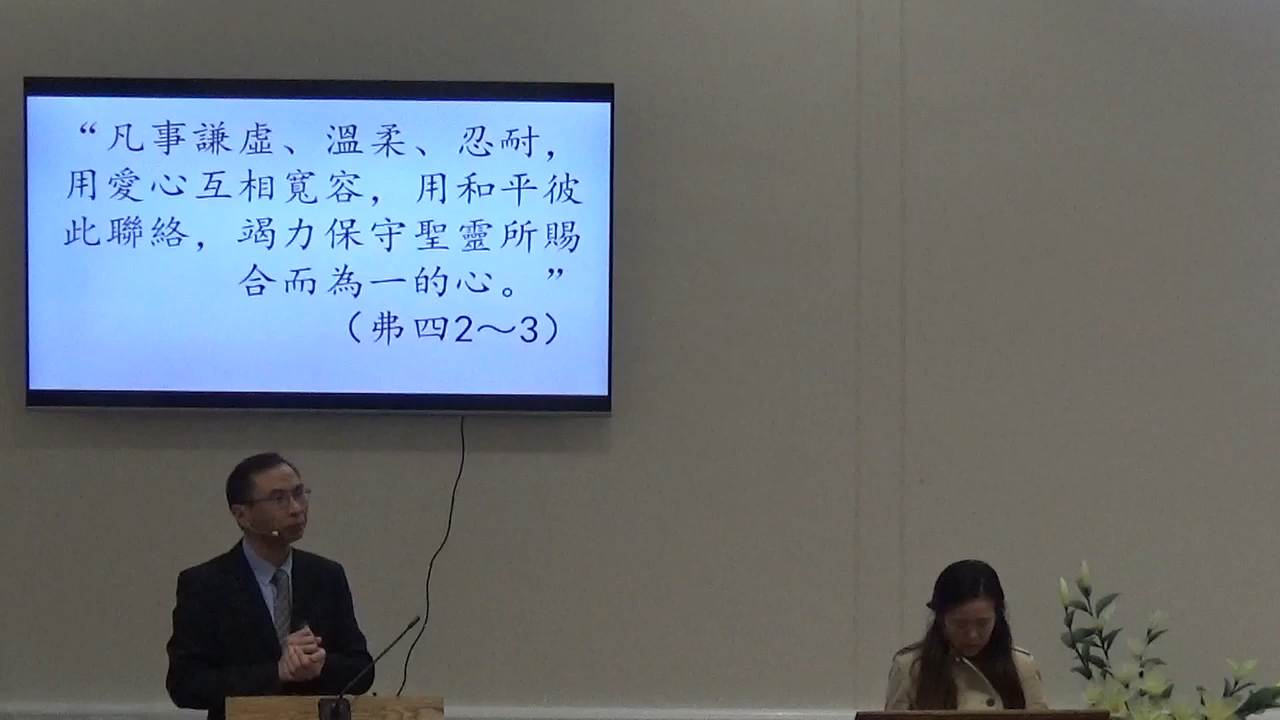 “凡事謙虛、溫柔、忍耐，
用愛心互相寬容，用和平彼
此聯絡，竭力保守聖靈所賜
合而為一的心。”
（弗四2～3）